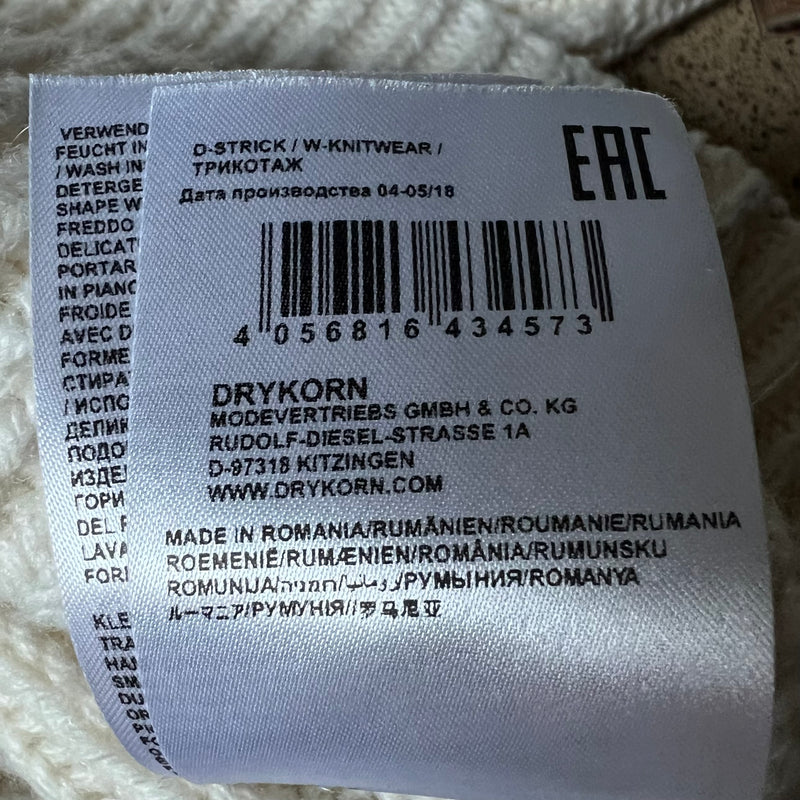 VERWEND
FEUCHT IN
/ WASH IN
DETERGE
SHAPE W
FREDDO
DELICAT
PORTAR
IN PIANO
FROIDE
AVEC D
FORME
СТИРА
/ ИСПО
ДЕЛИК
ПОДО
ИЗДЕ
ГОРИ
DEL
LAVA
FORI
KLE
TRA
HA
SM
DU
D-STRICK / W-KNITWEAR /
ТРИКОТАЖ
Дата производства 04-05/18
EAC
4 056816 434573
DRYKORN
MODEVERTRIEBS GMBH & CO. KG
RUDOLF-DIESEL-STRASSE 1A
D-97318 KITZINGEN
WWW.DRYKORN.COM
MADE IN ROMANIA/RUMÄNIEN/ROUMANIE/RUMANIA
ROEMENIË/RUMÆNIEN/ROMÂNIA/RUMUNSKU
ROMUNIJA/רומניה/رومانيا/РУМЫНИЯ/ROMANYA
ルーマニア/РУМУНІЯ//罗马尼亚